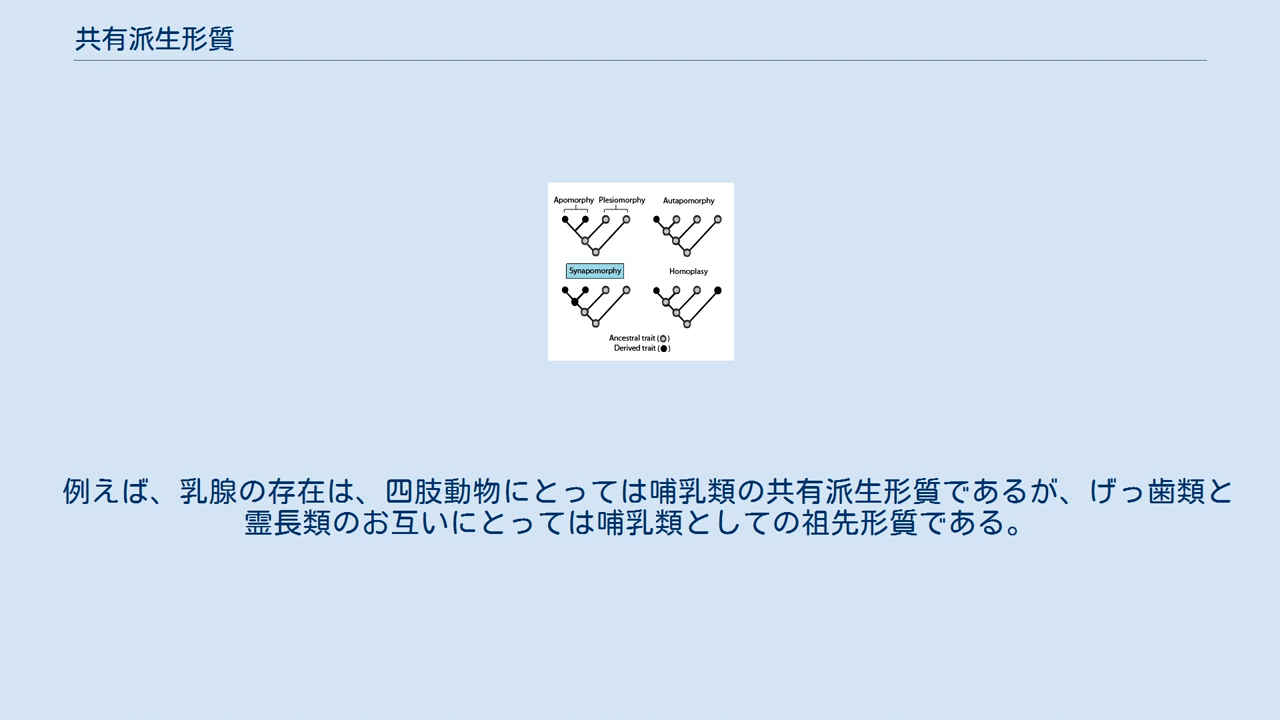 共有派生形質
Apomorphy Plesiomorphy
Autapomorphy
Synapomorphy
Homoplasy
Ancestral trait ( )
Derived trait ( )
例えば、乳腺の存在は、四肢動物にとっては哺乳類の共有派生形質であるが、げっ歯類と
霊長類のお互いにとっては哺乳類としての祖先形質である。